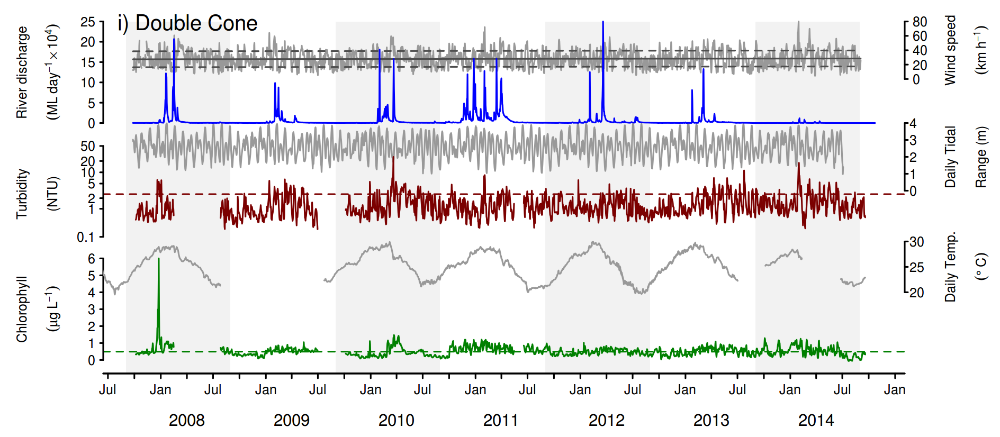 i) Double Cone
River discharge
(ML day⁻¹ × 10⁴)
25
20
15
10
5
0
Wind speed
(km h⁻¹)
80
60
40
20
0
Turbidity
(NTU)
50
20
10
5
2
1
0.1
Daily Tidal
Range (m)
4
3
2
1
0
Chlorophyll
(µg L⁻¹)
6
5
4
3
2
1
0
Daily Temp.
(° C)
30
25
20
Jul Jan Jul Jan Jul Jan Jul Jan Jul Jan Jul Jan Jul Jan Jul Jan
2008 2009 2010 2011 2012 2013 2014